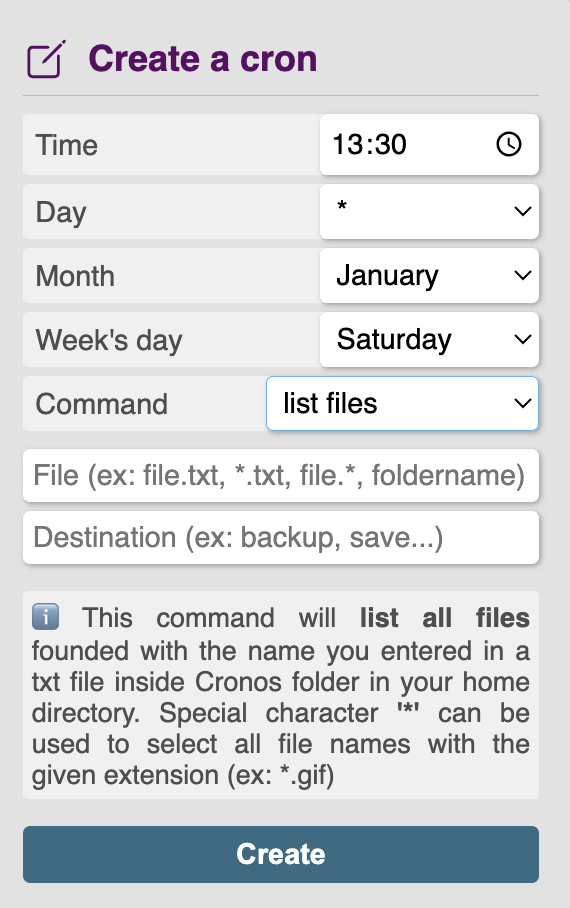 Create a cron
Time 13:30
Day *
Month January
Week's day Saturday
Command list files
File (ex: file.txt, *.txt, file.*, foldername)
Destination (ex: backup, save...)
i This command will list all files
founded with the name you entered in a
txt file inside Cronos folder in your home
directory. Special character '*' can be
used to select all file names with the
given extension (ex: *.gif)
Create